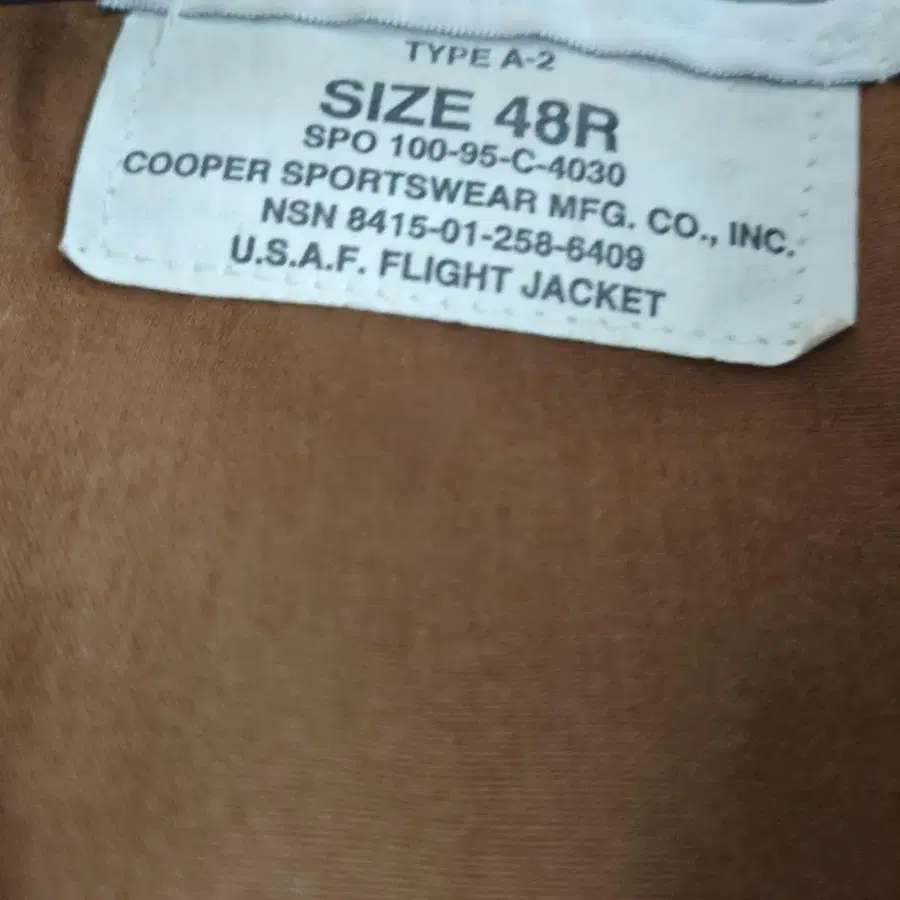 TYPE A-2
SIZE 48R
SPO 100-95-C-4030
COOPER SPORTSWEAR MFG. CO., INC.
NSN 8415-01-258-6409
U.S.A.F. FLIGHT JACKET